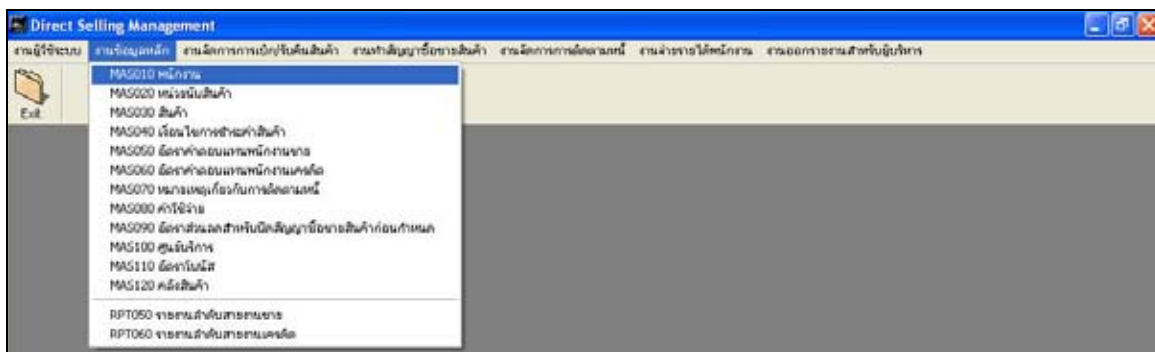 Direct Selling Management
งานผู้ใช้ระบบ งานข้อมูลหลัก งานจัดการการเบิก/รับคืนสินค้า งานทำสัญญาซื้อขายสินค้า งานจัดการการติดตามหนี้ งานจ่ายรายได้พนักงาน งานออกรายงานสำหรับผู้บริหาร
Exit
MAS010 พนักงาน
MAS020 หน่วยนับสินค้า
MAS030 สินค้า
MAS040 เงื่อนไขการชำระค่าสินค้า
MAS050 อัตราค่าตอบแทนพนักงานขาย
MAS060 อัตราค่าตอบแทนพนักงานเครดิต
MAS070 หมายเหตุเกี่ยวกับการติดตามหนี้
MAS080 ค่าใช้จ่าย
MAS090 อัตราส่วนลดสำหรับปิดสัญญาซื้อขายสินค้าก่อนกำหนด
MAS100 ศูนย์บริการ
MAS110 อัตราโบนัส
MAS120 คลังสินค้า
RPT050 รายงานลำดับสายงานขาย
RPT060 รายงานลำดับสายงานเครดิต